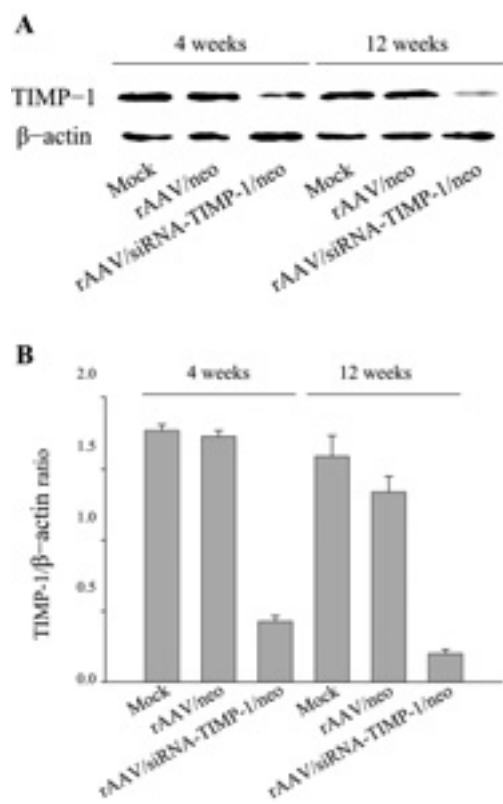 A
4 weeks 12 weeks
TIMP−1
β−actin
Mock
rAAV/neo
rAAV/siRNA-TIMP-1/neo
Mock
rAAV/neo
rAAV/siRNA-TIMP-1/neo
B
4 weeks 12 weeks
TIMP-1/β−actin ratio
2.0
1.5
1.0
0.5
0.0
Mock
rAAV/neo
rAAV/siRNA-TIMP-1/neo
Mock
rAAV/neo
rAAV/siRNA-TIMP-1/neo